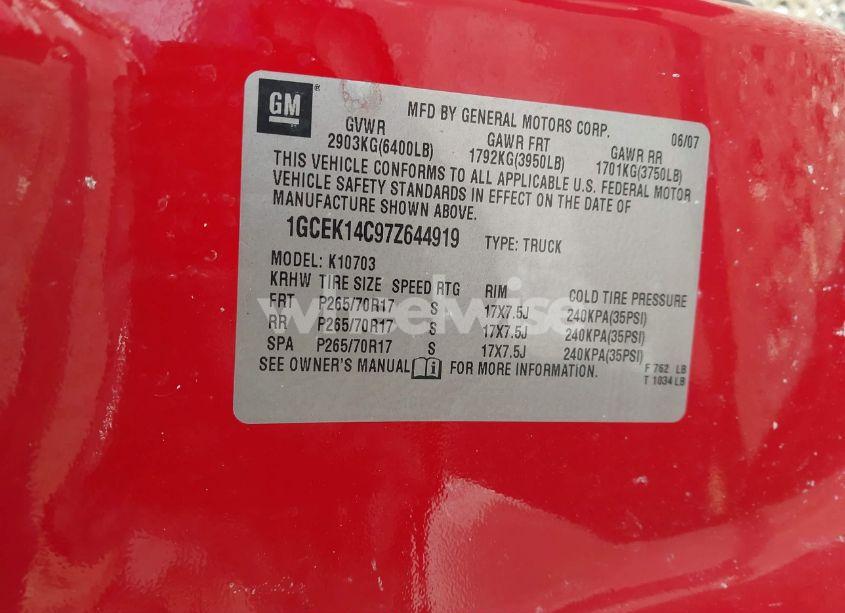 GM ®
MFD BY GENERAL MOTORS CORP. 06/07
GVWR GAWR FRT GAWR RR
2903KG(6400LB) 1792KG(3950LB) 1701KG(3750LB)
THIS VEHICLE CONFORMS TO ALL APPLICABLE U.S. FEDERAL MOTOR
VEHICLE SAFETY STANDARDS IN EFFECT ON THE DATE OF
MANUFACTURE SHOWN ABOVE.
1GCEK14C97Z644919 TYPE: TRUCK
MODEL: K10703
KRHW TIRE SIZE SPEED RTG RIM COLD TIRE PRESSURE
FRT P265/70R17 S 17X7.5J 240KPA(35PSI)
RR P265/70R17 S 17X7.5J 240KPA(35PSI)
SPA P265/70R17 S 17X7.5J 240KPA(35PSI)
SEE OWNER'S MANUAL FOR MORE INFORMATION.
F 762 LB
T 1034 LB